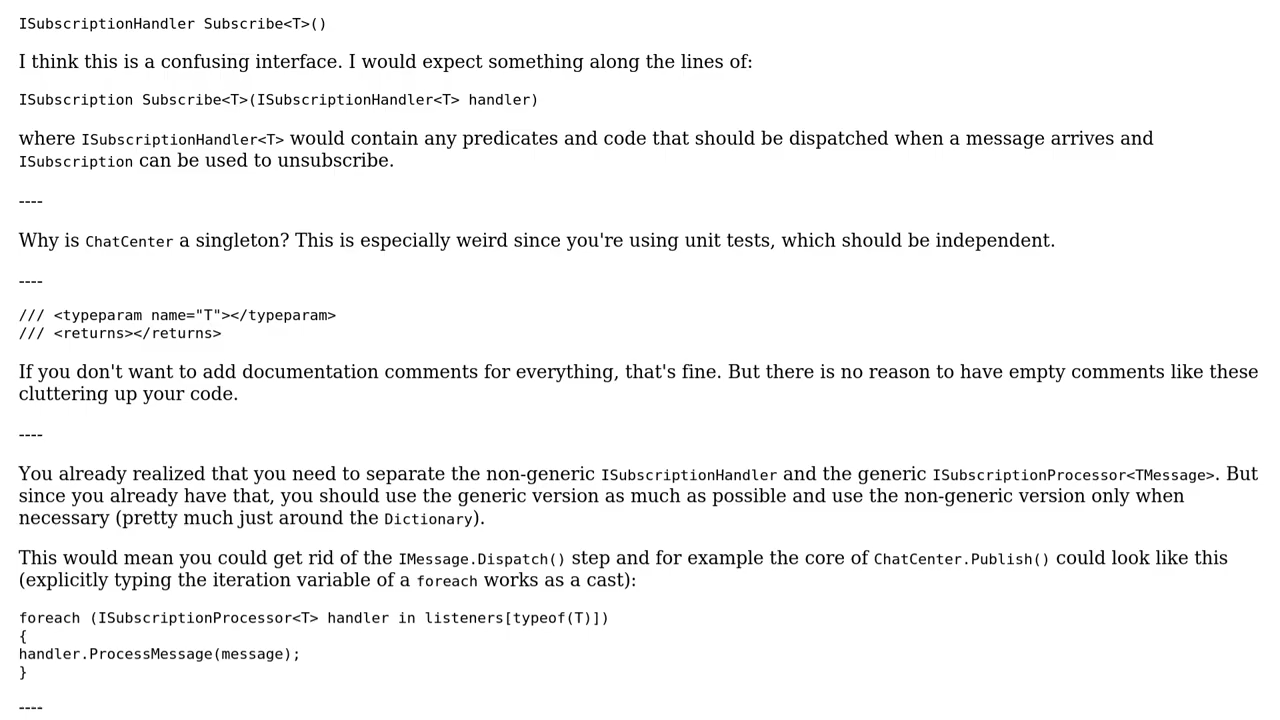 ISubscriptionHandler Subscribe<T>()
I think this is a confusing interface. I would expect something along the lines of:
ISubscription Subscribe<T>(ISubscriptionHandler<T> handler)
where ISubscriptionHandler<T> would contain any predicates and code that should be dispatched when a message arrives and
ISubscription can be used to unsubscribe.
----
Why is ChatCenter a singleton? This is especially weird since you're using unit tests, which should be independent.
----
/// <typeparam name="T"></typeparam>
/// <returns></returns>
If you don't want to add documentation comments for everything, that's fine. But there is no reason to have empty comments like these
cluttering up your code.
----
You already realized that you need to separate the non-generic ISubscriptionHandler and the generic ISubscriptionProcessor<TMessage>. But
since you already have that, you should use the generic version as much as possible and use the non-generic version only when
necessary (pretty much just around the Dictionary).
This would mean you could get rid of the IMessage.Dispatch() step and for example the core of ChatCenter.Publish() could look like this
(explicitly typing the iteration variable of a foreach works as a cast):
foreach (ISubscriptionProcessor<T> handler in listeners[typeof(T)])
{
handler.ProcessMessage(message);
}
----